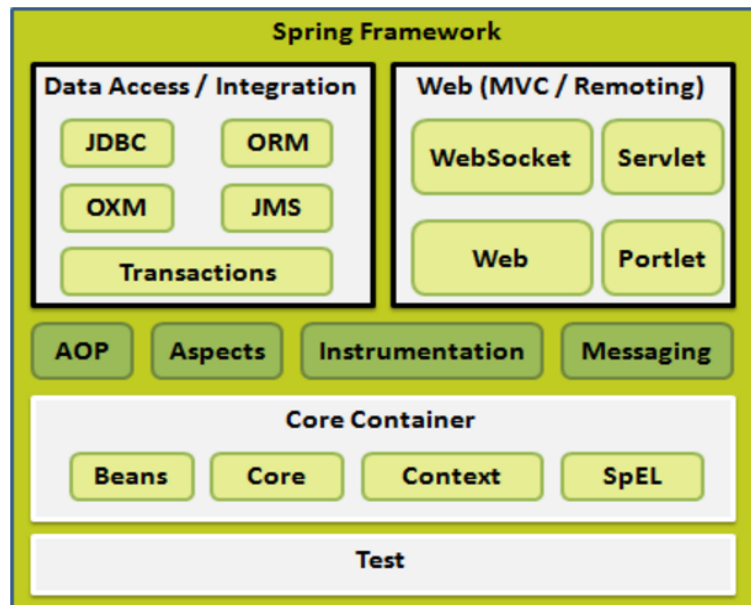 Spring Framework
Data Access / Integration
JDBC
ORM
OXM
JMS
Transactions
Web (MVC / Remoting)
WebSocket
Servlet
Web
Portlet
AOP
Aspects
Instrumentation
Messaging
Core Container
Beans
Core
Context
SpEL
Test